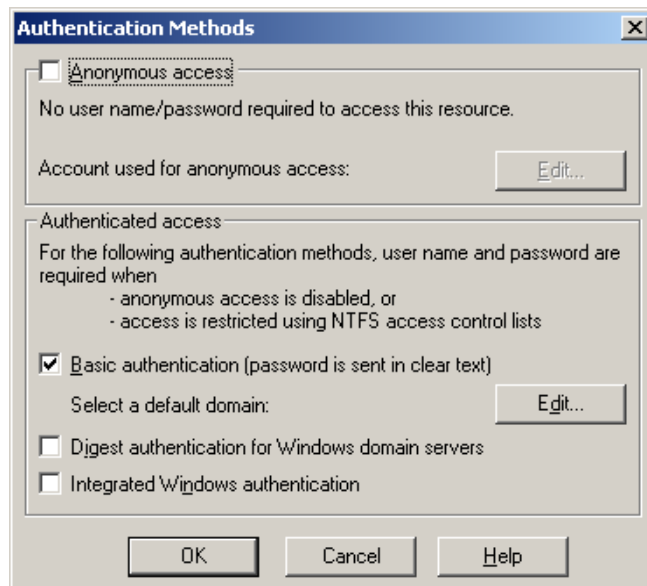 Authentication Methods
Anonymous access
No user name/password required to access this resource.
Account used for anonymous access:
Edit...
Authenticated access
For the following authentication methods, user name and password are
required when
- anonymous access is disabled, or
- access is restricted using NTFS access control lists
Basic authentication (password is sent in clear text)
Select a default domain:
Edit...
Digest authentication for Windows domain servers
Integrated Windows authentication
OK
Cancel
Help